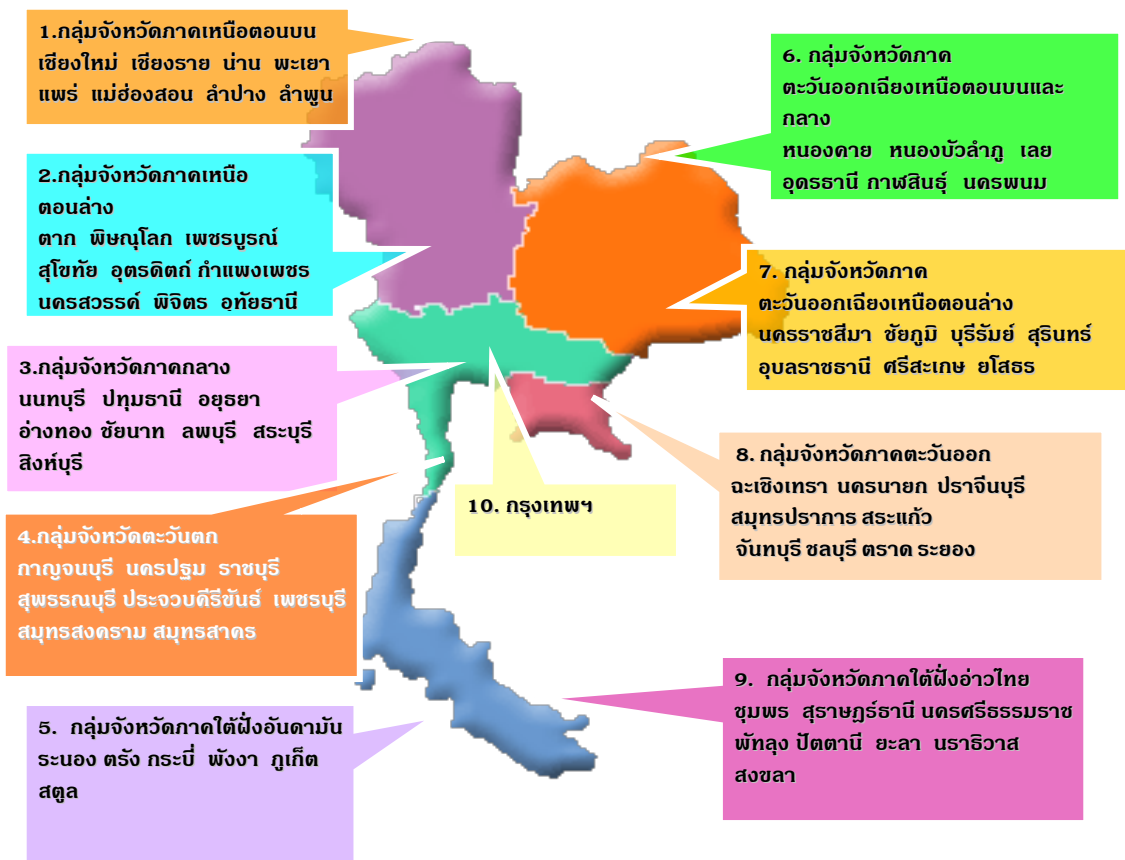 1.กลุ่มจังหวัดภาคเหนือตอนบน
เชียงใหม่ เชียงราย น่าน พะเยา
แพร่ แม่ฮ่องสอน ลำปาง ลำพูน
2.กลุ่มจังหวัดภาคเหนือ
ตอนล่าง
ตาก พิษณุโลก เพชรบูรณ์
สุโขทัย อุตรดิตถ์ กำแพงเพชร
นครสวรรค์ พิจิตร อุทัยธานี
3.กลุ่มจังหวัดภาคกลาง
นนทบุรี ปทุมธานี อยุธยา
อ่างทอง ชัยนาท ลพบุรี สระบุรี
สิงห์บุรี
4.กลุ่มจังหวัดตะวันตก
กาญจนบุรี นครปฐม ราชบุรี
สุพรรณบุรี ประจวบคีรีขันธ์ เพชรบุรี
สมุทรสงคราม สมุทรสาคร
5. กลุ่มจังหวัดภาคใต้ฝั่งอันดามัน
ระนอง ตรัง กระบี่ พังงา ภูเก็ต
สตูล
6. กลุ่มจังหวัดภาค
ตะวันออกเฉียงเหนือตอนบนและ
กลาง
หนองคาย หนองบัวลำภู เลย
อุดรธานี กาฬสินธุ์ นครพนม
7. กลุ่มจังหวัดภาค
ตะวันออกเฉียงเหนือตอนล่าง
นครราชสีมา ชัยภูมิ บุรีรัมย์ สุรินทร์
อุบลราชธานี ศรีสะเกษ ยโสธร
8. กลุ่มจังหวัดภาคตะวันออก
ฉะเชิงเทรา นครนายก ปราจีนบุรี
สมุทรปราการ สระแก้ว
จันทบุรี ชลบุรี ตราด ระยอง
9. กลุ่มจังหวัดภาคใต้ฝั่งอ่าวไทย
ชุมพร สุราษฎร์ธานี นครศรีธรรมราช
พัทลุง ปัตตานี ยะลา นราธิวาส
สงขลา
10. กรุงเทพฯ